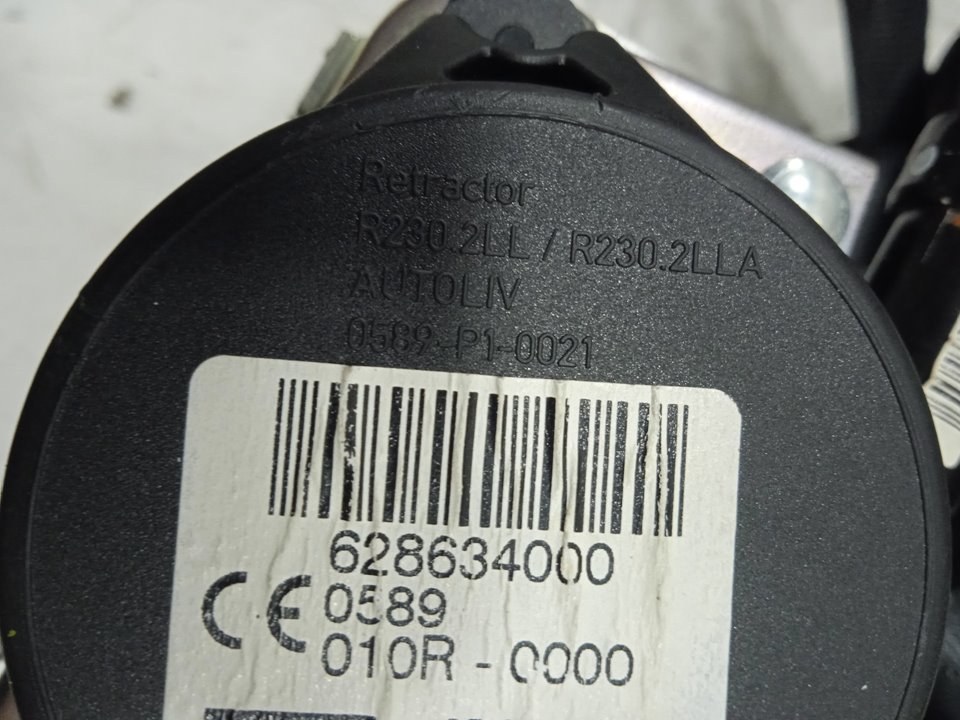 Retractor
R230.2LL / R230.2LLA
AUTOLIV
0589-P1-0021
628634000
CE 0589
010R - 0000